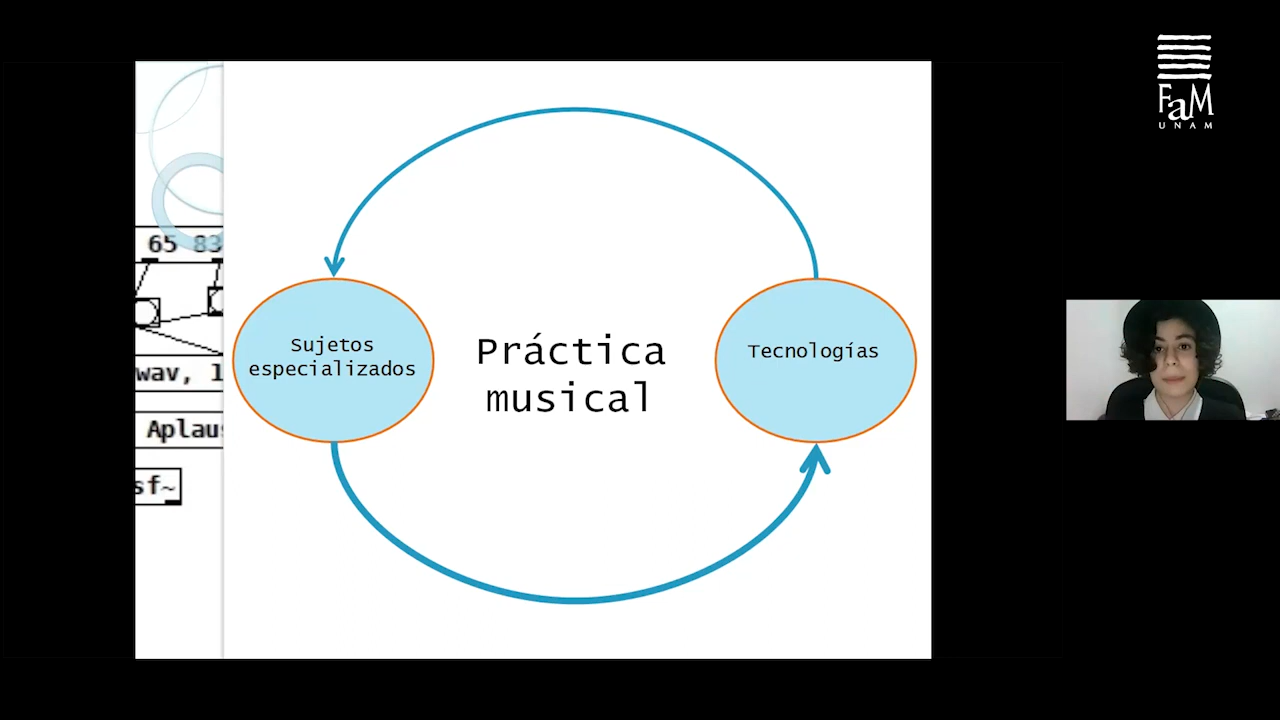 FaM
UNAM
65 83
wav, 1
Aplaus
sf~
Sujetos
especializados
Práctica
musical
Tecnologías